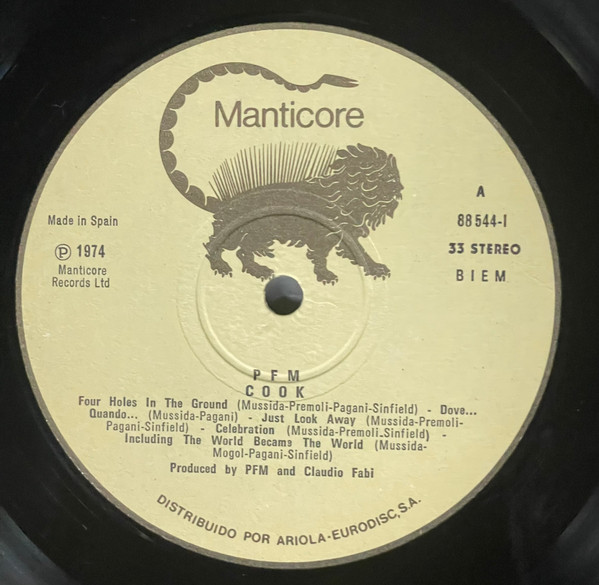 Manticore
Made in Spain
℗ 1974
Manticore
Records Ltd
A
88544-I
33 STEREO
BIEM
PFM
COOK
Four Holes In The Ground (Mussida-Premoli-Pagani-Sinfield) - Dove...
Quando... (Mussida-Pagani) - Just Look Away (Mussida-Premoli-
Pagani-Sinfield) - Celebration (Mussida-Premoli-Sinfield) -
Including The World Became The World (Mussida-
Mogol-Pagani-Sinfield)
Produced by PFM and Claudio Fabi
DISTRIBUIDO POR ARIOLA-EURODISC, S.A.